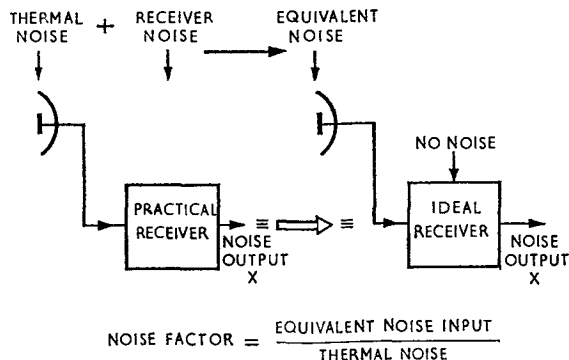 THERMAL NOISE + RECEIVER NOISE EQUIVALENT NOISE
NO NOISE
PRACTICAL RECEIVER
≡ ≡
IDEAL RECEIVER
NOISE OUTPUT X
NOISE OUTPUT X
NOISE FACTOR = EQUIVALENT NOISE INPUT
THERMAL NOISE